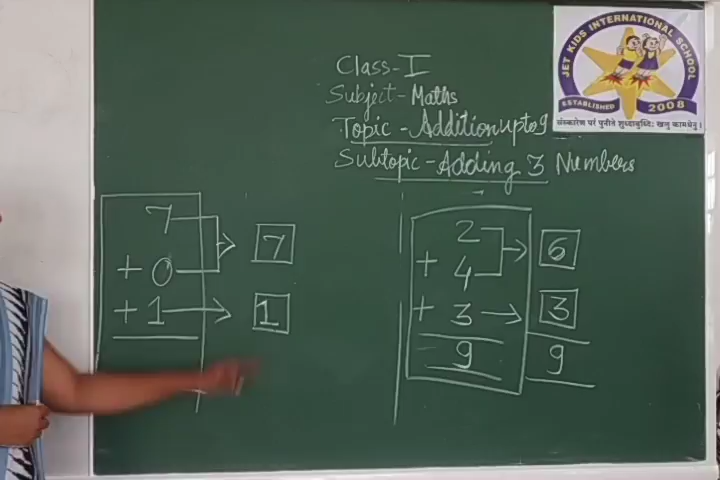 Class-I
Subject-Maths
Topic-Addition upto 9
Subtopic-Adding 3 Numbers
JET KIDS INTERNATIONAL SCHOOL
ESTABLISHED 2008
7
+ 0
7
+ 1
1
2
+ 4
6
+ 3
3
9
9